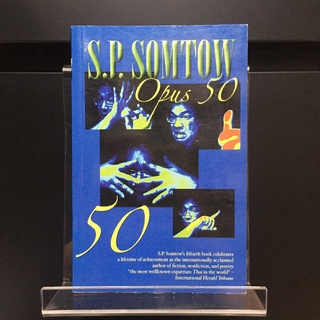 S.P. SOMTOW
Opus 50
50
S.P. Somtow's fiftieth book celebrates
a lifetime of achievement as the internationally acclaimed
author of fiction, nonfiction, and poetry
"the most well known expatriate Thai in the world" -
International Herald Tribune